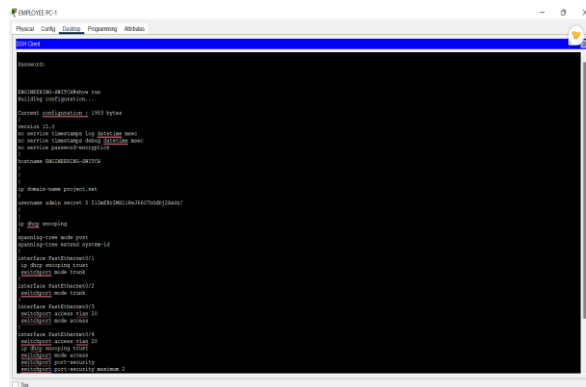 EMPLOYEE PC-1
Physical Config Desktop Programming Attributes
SSH Client
Password:
ENGINEERING-SWITCH#show run
Building configuration...
Current configuration : 1903 bytes
!
version 15.0
no service timestamps log datetime msec
no service timestamps debug datetime msec
no service password-encryption
!
hostname ENGINEERING-SWITCH
!
!
!
ip domain-name project.net
!
username admin secret 5
!
!
!
ip dhcp snooping
!
spanning-tree mode pvst
spanning-tree extend system-id
!
interface FastEthernet0/1
ip dhcp snooping trust
switchport mode trunk
!
interface FastEthernet0/2
switchport mode trunk
!
interface FastEthernet0/3
switchport access vlan 20
switchport mode access
!
interface FastEthernet0/4
switchport access vlan 20
ip dhcp snooping trust
switchport mode access
switchport port-security
switchport port-security maximum 2
Top